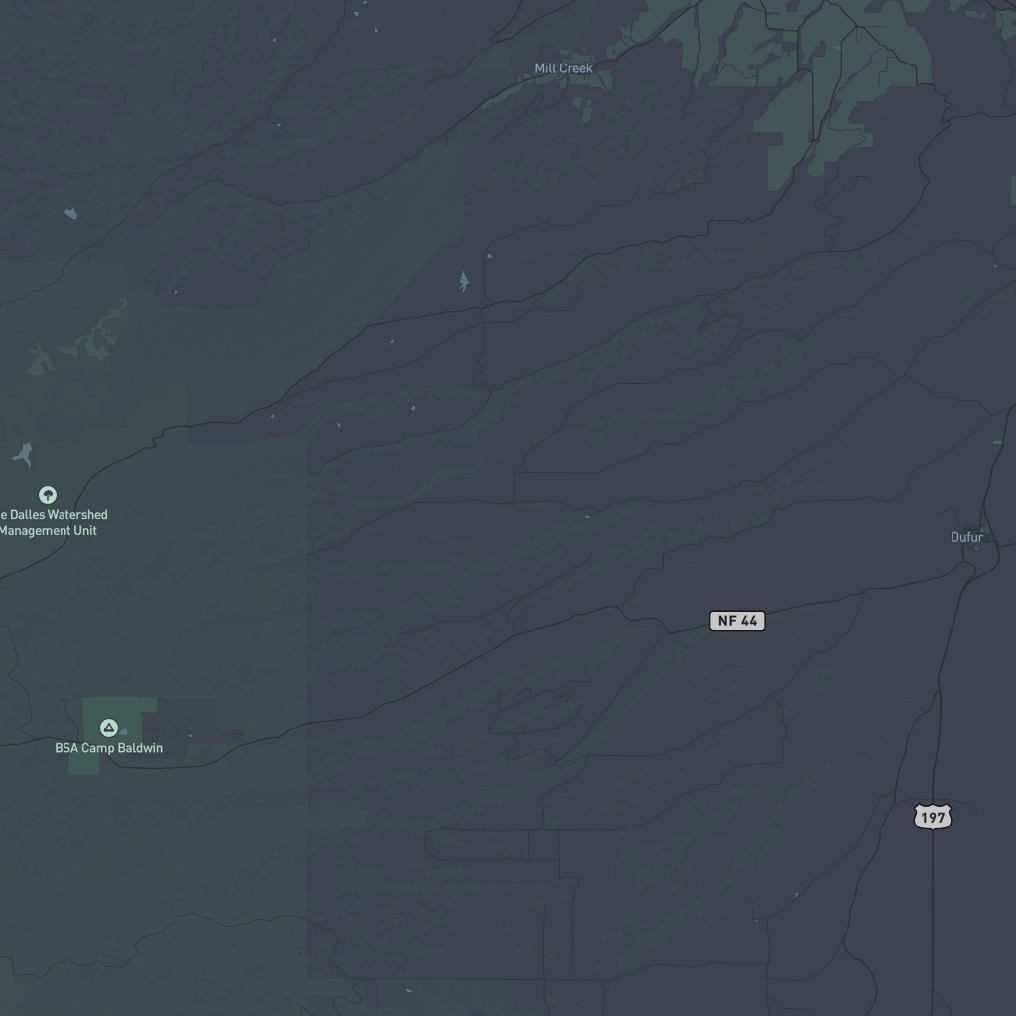 Mill Creek
e Dalles Watershed
Management Unit
Dufur
NF 44
BSA Camp Baldwin
197